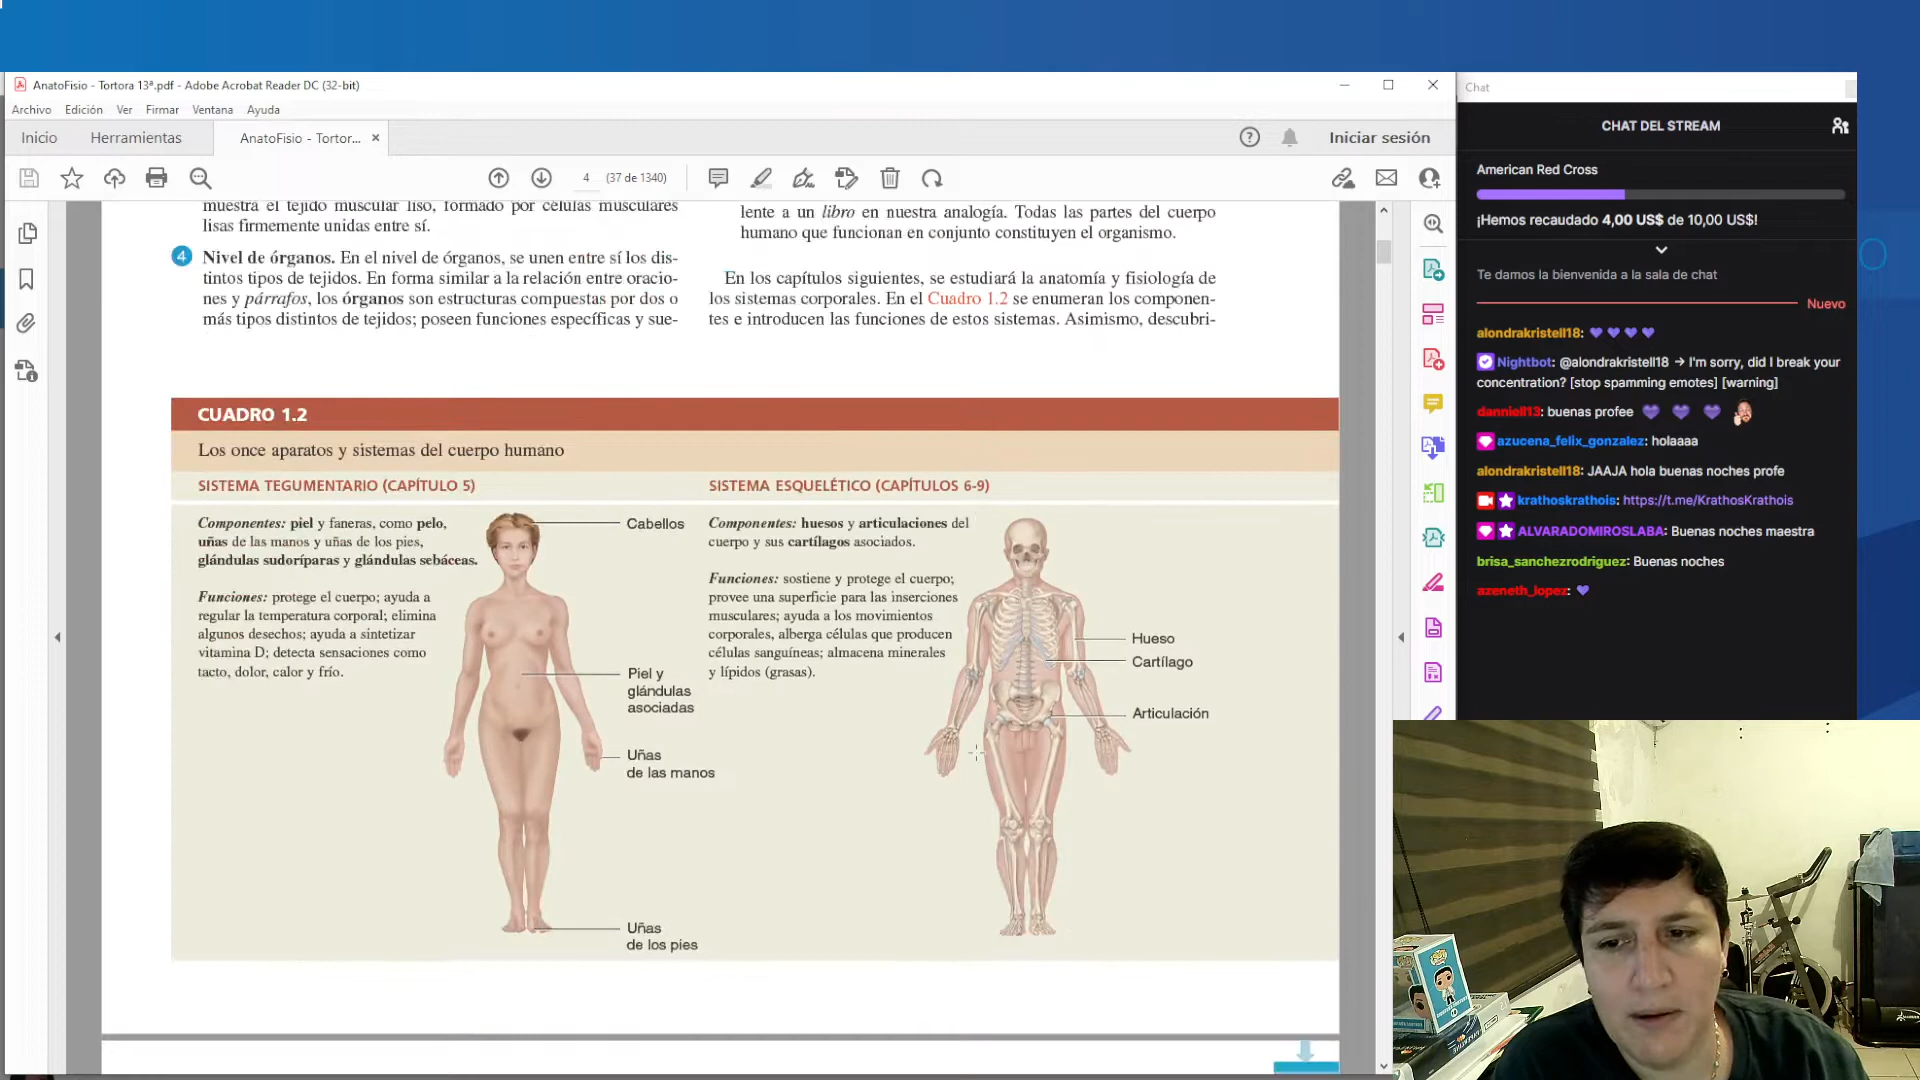 AnatoFisio - Tortora 13ª.pdf - Adobe Acrobat Reader DC (32-bit)
Archivo Edición Ver Firmar Ventana Ayuda
Inicio Herramientas AnatoFisio - Tortor... Iniciar sesión
4 (37 de 1340)
muestra el tejido muscular liso, formado por células musculares
lisas firmemente unidas entre sí.
4 Nivel de órganos. En el nivel de órganos, se unen entre sí los dis-
tintos tipos de tejidos. En forma similar a la relación entre oracio-
nes y párrafos, los órganos son estructuras compuestas por dos o
más tipos distintos de tejidos; poseen funciones específicas y sue-
lente a un libro en nuestra analogía. Todas las partes del cuerpo
humano que funcionan en conjunto constituyen el organismo.
En los capítulos siguientes, se estudiará la anatomía y fisiología de
los sistemas corporales. En el Cuadro 1.2 se enumeran los componen-
tes e introducen las funciones de estos sistemas. Asimismo, descubri-
CUADRO 1.2
Los once aparatos y sistemas del cuerpo humano
SISTEMA TEGUMENTARIO (CAPÍTULO 5)
Componentes: piel y faneras, como pelo,
uñas de las manos y uñas de los pies,
glándulas sudoríparas y glándulas sebáceas.
Funciones: protege el cuerpo; ayuda a
regular la temperatura corporal; elimina
algunos desechos; ayuda a sintetizar
vitamina D; detecta sensaciones como
tacto, dolor, calor y frío.
Cabellos
Piel y
glándulas
asociadas
Uñas
de las manos
Uñas
de los pies
SISTEMA ESQUELÉTICO (CAPÍTULOS 6-9)
Componentes: huesos y articulaciones del
cuerpo y sus cartílagos asociados.
Funciones: sostiene y protege el cuerpo;
provee una superficie para las inserciones
musculares; ayuda a los movimientos
corporales, alberga células que producen
células sanguíneas; almacena minerales
y lípidos (grasas).
Hueso
Cartílago
Articulación
Chat
CHAT DEL STREAM
American Red Cross
¡Hemos recaudado 4,00 US$ de 10,00 US$!
Te damos la bienvenida a la sala de chat
Nuevo
alondrakristell18:
Nightbot: @alondrakristell18 → I'm sorry, did I break your
concentration? [stop spamming emotes] [warning]
danniell13: buenas profee
azucena_felix_gonzalez: holaaaa
alondrakristell18: JAAJA hola buenas noches profe
krathoskrathois: https://t.me/KrathosKrathois
ALVARADOMIROSLABA: Buenas noches maestra
brisa_sanchezrodriguez: Buenas noches
azeneth_lopez: